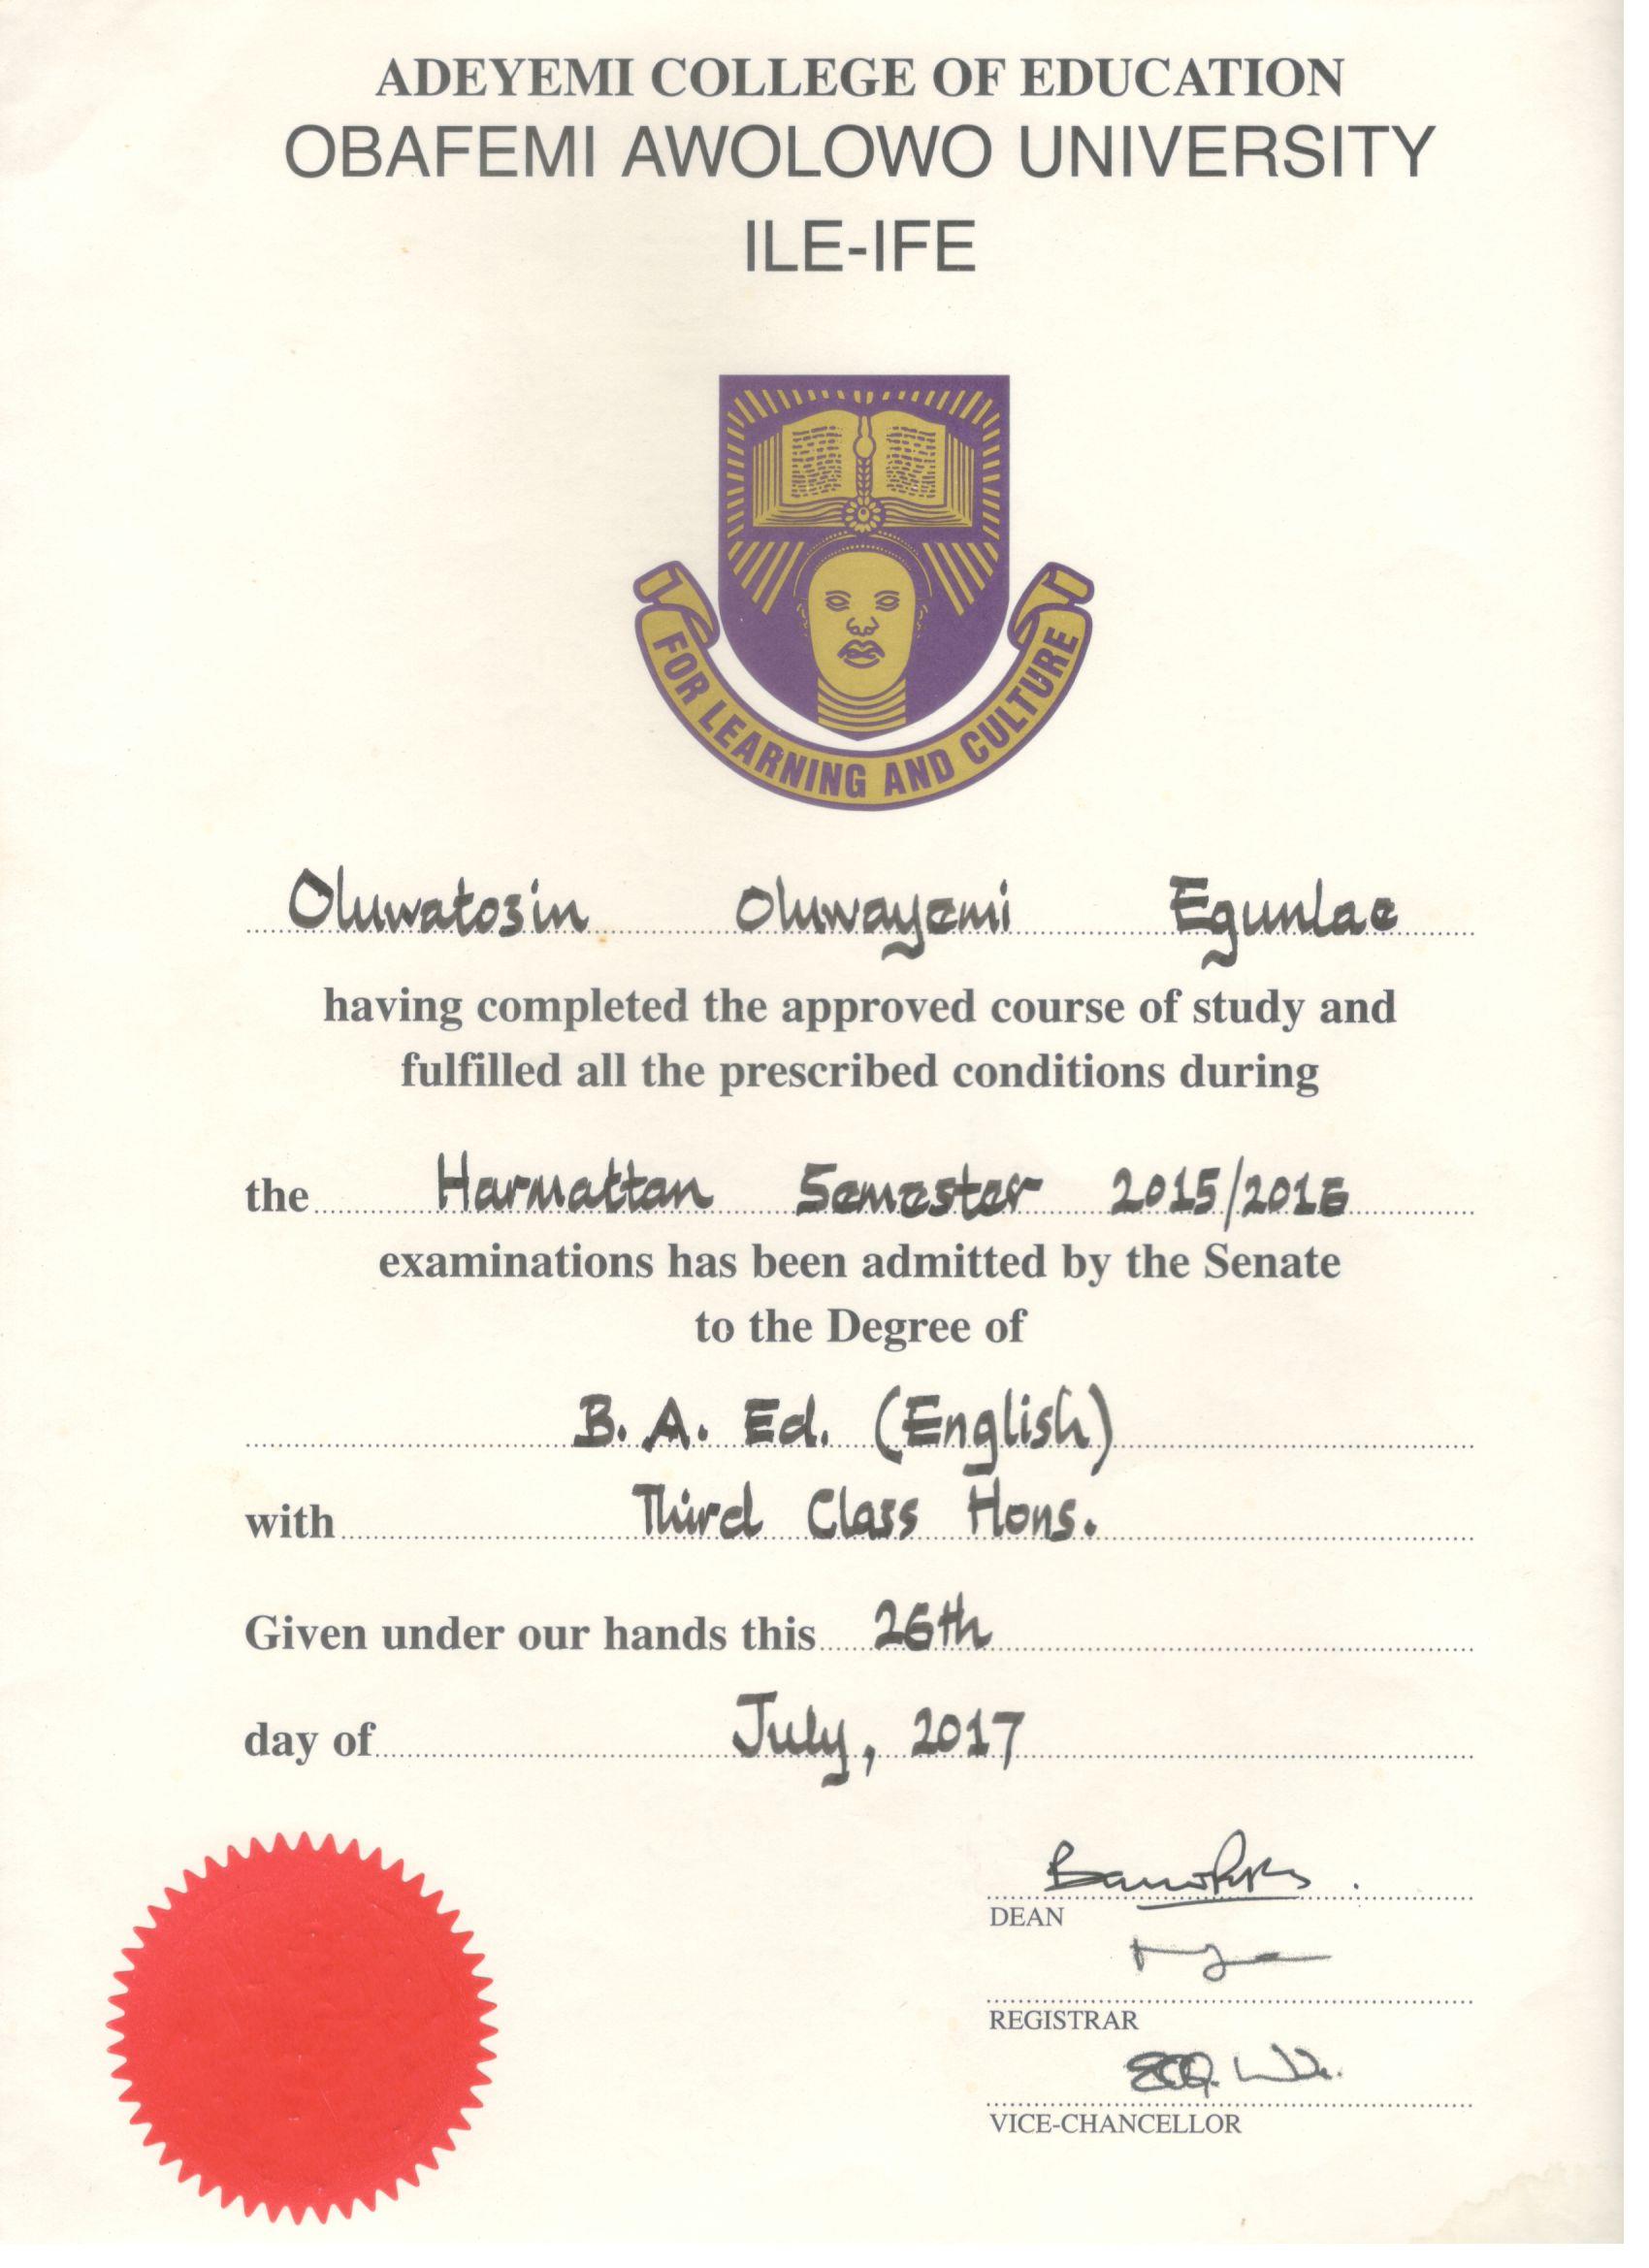 ADEYEMI COLLEGE OF EDUCATION
OBAFEMI AWOLOWO UNIVERSITY
ILE-IFE
FOR LEARNING AND CULTURE
Oluwatosin Oluwayemi Egunlae
having completed the approved course of study and
fulfilled all the prescribed conditions during
the Harmattan Semester 2015/2016
examinations has been admitted by the Senate
to the Degree of
B. A. Ed. (English)
with Third Class Hons.
Given under our hands this 26th
day of July, 2017
DEAN
REGISTRAR
VICE-CHANCELLOR